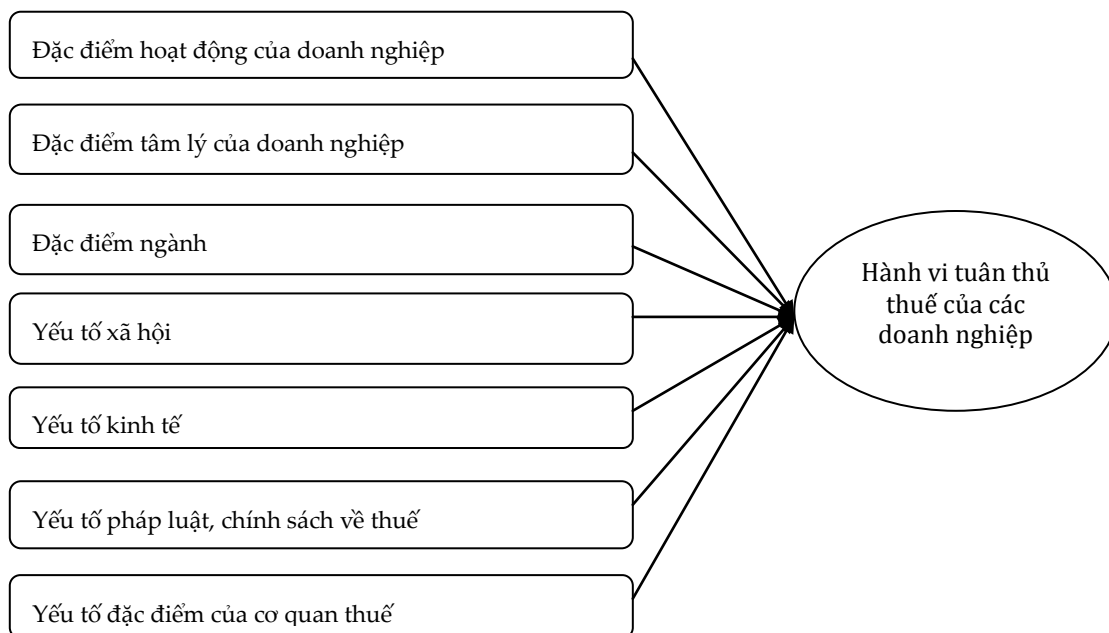 Đặc điểm hoạt động của doanh nghiệp
Đặc điểm tâm lý của doanh nghiệp
Đặc điểm ngành
Yếu tố xã hội
Yếu tố kinh tế
Yếu tố pháp luật, chính sách về thuế
Yếu tố đặc điểm của cơ quan thuế
Hành vi tuân thủ
thuế của các
doanh nghiệp